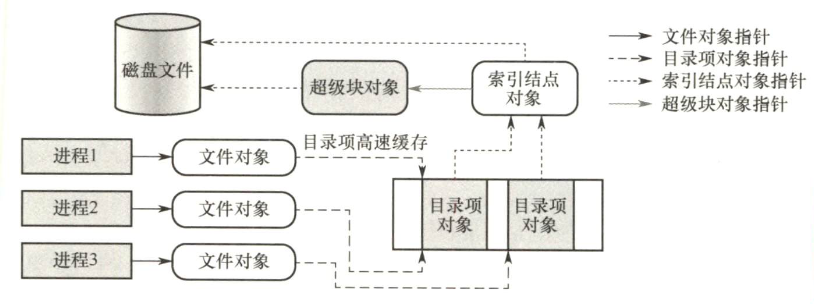 磁盘文件
超级块对象
索引结点
对象
文件对象指针
目录项对象指针
索引结点对象指针
超级块对象指针
进程1
文件对象
目录项高速缓存
进程2
文件对象
目录项
对象
目录项
对象
进程3
文件对象